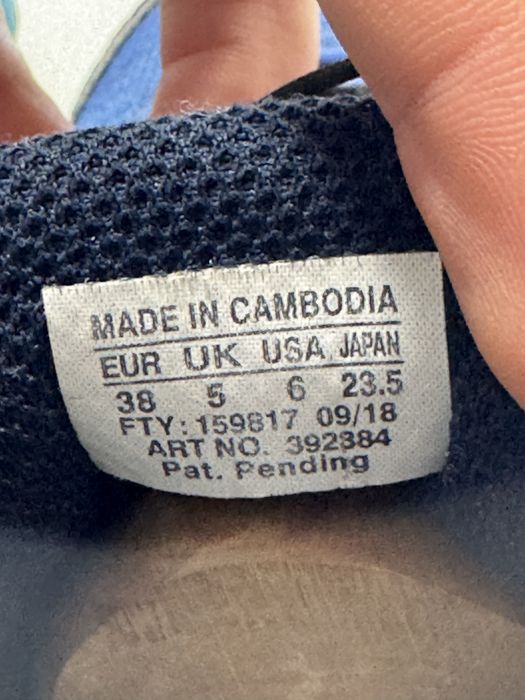 MADE IN CAMBODIA
EUR UK USA JAPAN
38 5 6 23.5
FTY: 159817 09/18
ART NO. 392384
Pat. Pending